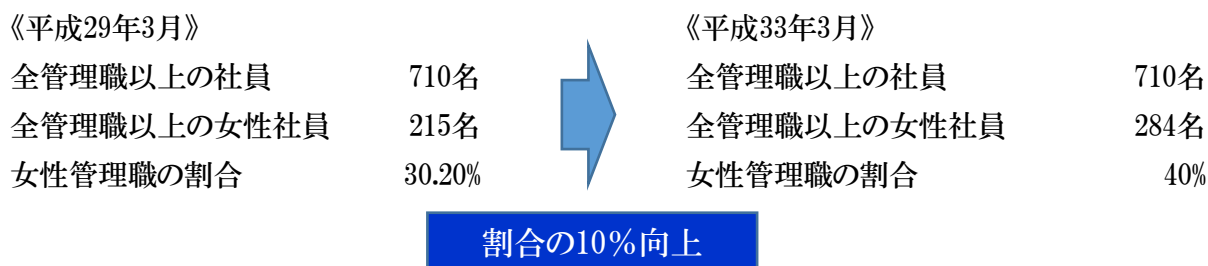 《平成29年3月》
全管理職以上の社員 710名
全管理職以上の女性社員 215名
女性管理職の割合 30.20%
《平成33年3月》
全管理職以上の社員 710名
全管理職以上の女性社員 284名
女性管理職の割合 40%
割合の10%向上